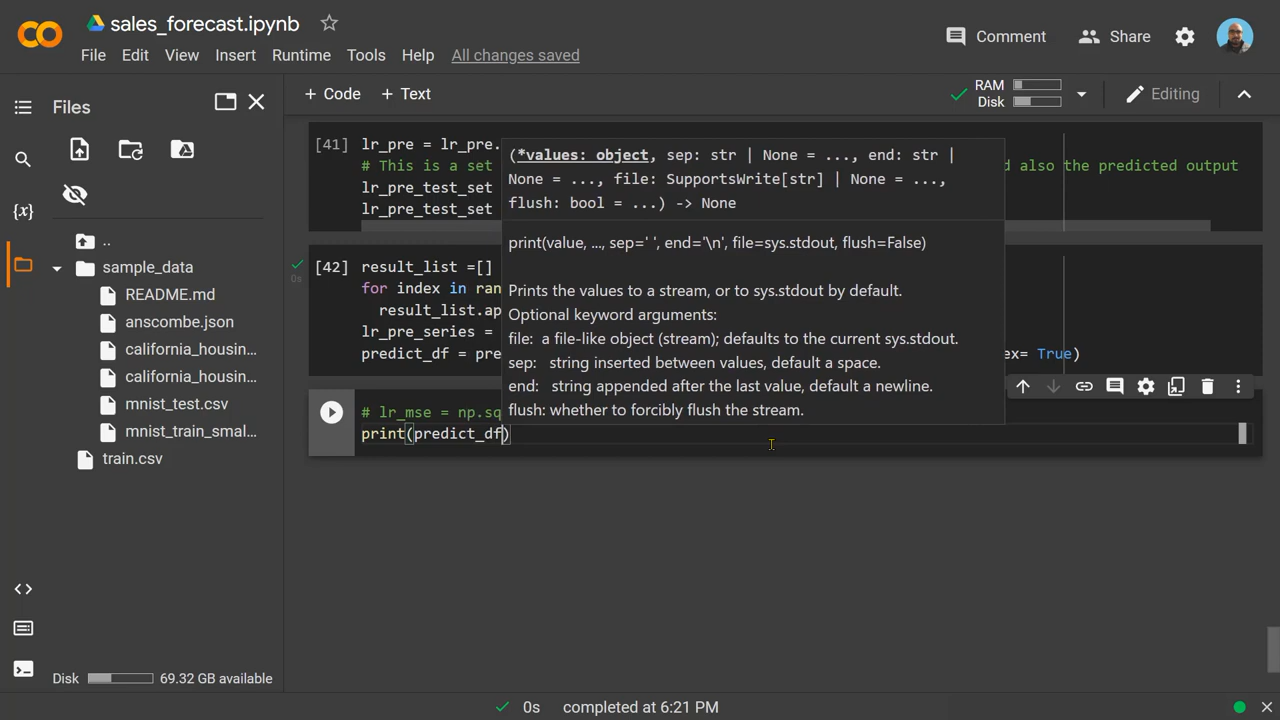 sales_forecast.ipynb
File Edit View Insert Runtime Tools Help All changes saved
Comment Share
Files
+ Code + Text
RAM
Disk
Editing
..
sample_data
README.md
anscombe.json
california_housin...
california_housin...
mnist_test.csv
mnist_train_smal...
train.csv
Disk 69.32 GB available
[41] lr_pre = lr_pre.
# This is a set d also the predicted output
lr_pre_test_set
lr_pre_test_set
[42] result_list =[]
0s
for index in ran
result_list.ap
lr_pre_series =
predict_df = pre ex= True)
(*values: object, sep: str | None = ..., end: str |
None = ..., file: SupportsWrite[str] | None = ...,
flush: bool = ...) -> None
print(value, ..., sep=' ', end='\n', file=sys.stdout, flush=False)
Prints the values to a stream, or to sys.stdout by default.
Optional keyword arguments:
file: a file-like object (stream); defaults to the current sys.stdout.
sep: string inserted between values, default a space.
end: string appended after the last value, default a newline.
flush: whether to forcibly flush the stream.
# lr_mse = np.sq
print(predict_df)
0s completed at 6:21 PM